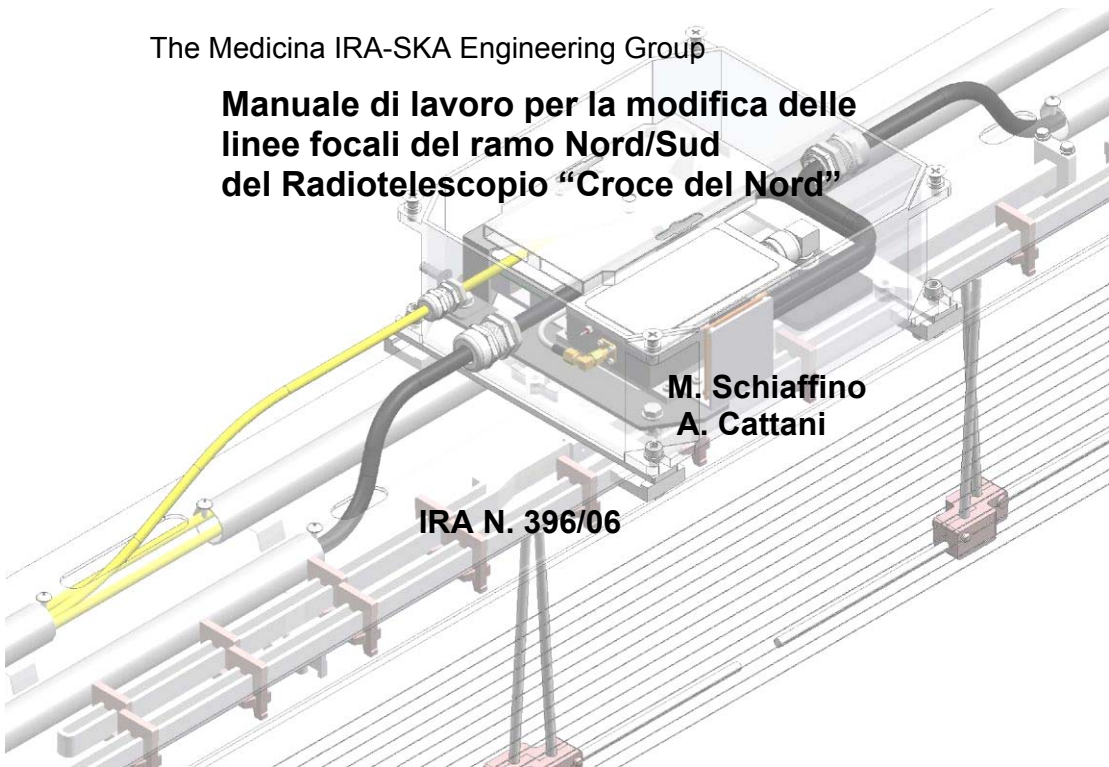 The Medicina IRA-SKA Engineering Group
Manuale di lavoro per la modifica delle
linee focali del ramo Nord/Sud
del Radiotelescopio “Croce del Nord”
M. Schiaffino
A. Cattani
IRA N. 396/06